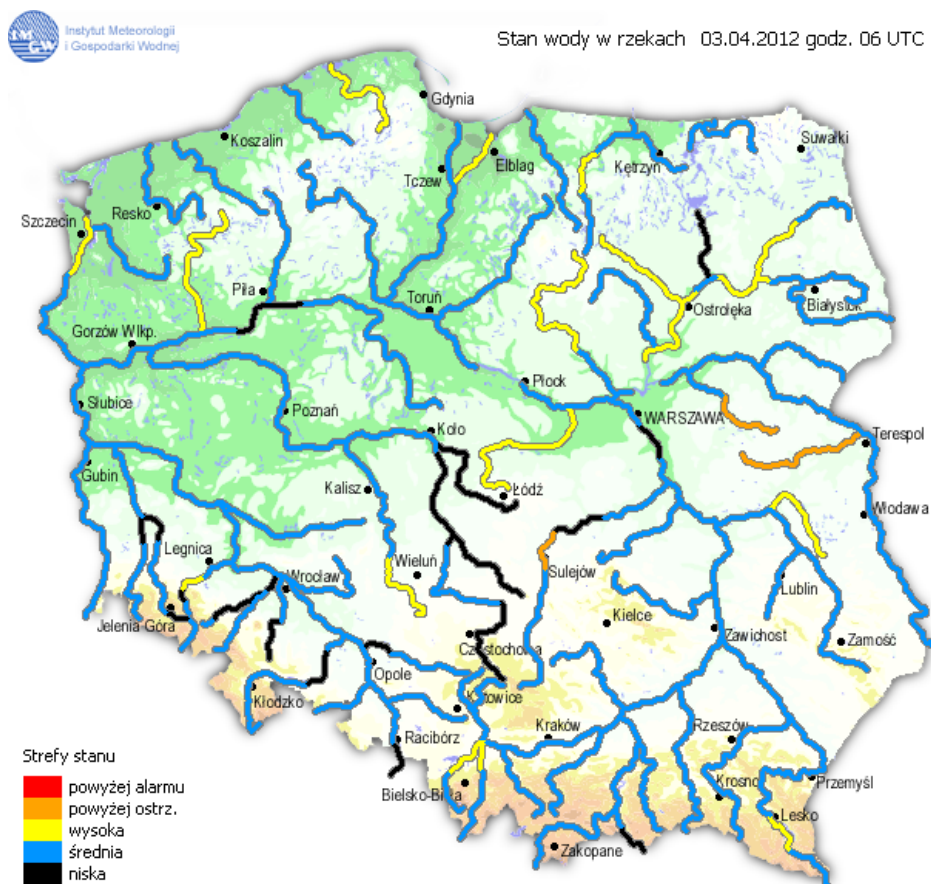 Instytut Meteorologii
i Gospodarki Wodnej
IMGW
Stan wody w rzekach 03.04.2012 godz. 06 UTC
Gdynia
Koszalin
Suwałki
Elbląg
Kętrzyn
Tczew
Resko
Szczecin
Piła
Toruń
Ostrołęka
Białystok
Gorzów Wlkp.
Płock
Słubice
Poznań
WARSZAWA
Koło
Terespol
Gubin
Kalisz
Łódź
Włodawa
Legnica
Wieluń
Sulejów
Wrocław
Lublin
Jelenia Góra
Kielce
Zawichost
Zamość
Częstochowa
Opole
Kłodzko
Katowice
Racibórz
Kraków
Rzeszów
Przemyśl
Bielsko-Biała
Krosno
Lesko
Zakopane
Strefy stanu
powyżej alarmu
powyżej ostrz.
wysoka
średnia
niska